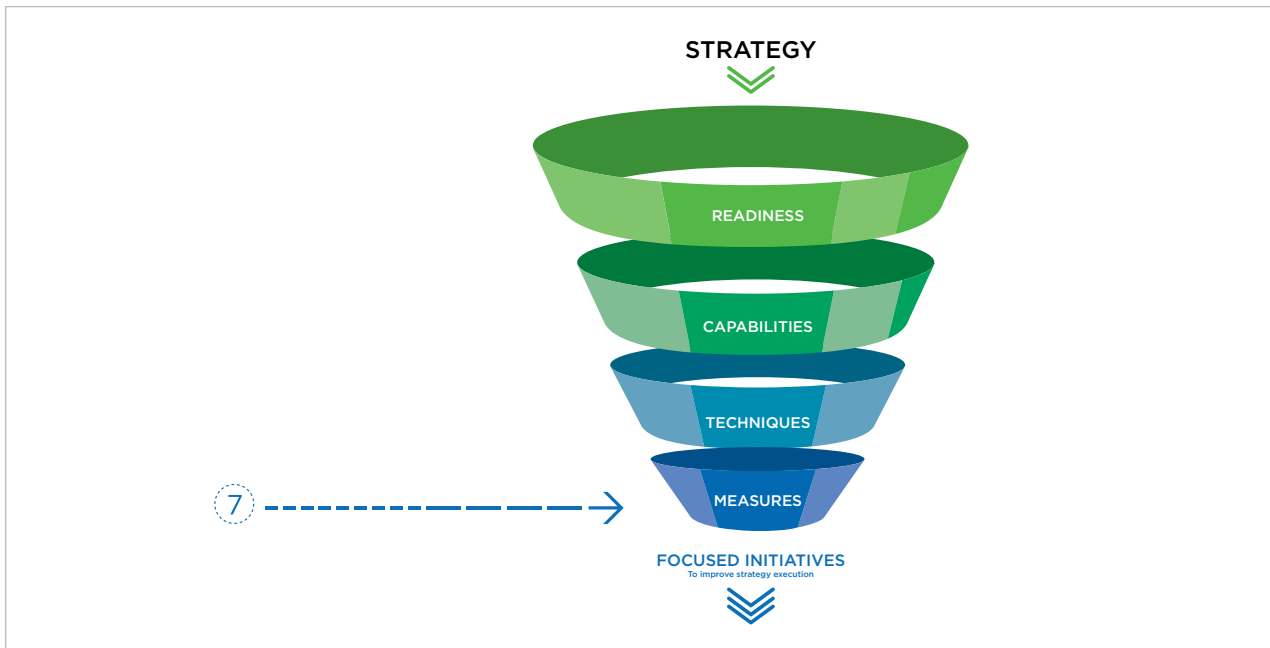 STRATEGY
READINESS
CAPABILITIES
TECHNIQUES
7
MEASURES
FOCUSED INITIATIVES
To improve strategy execution